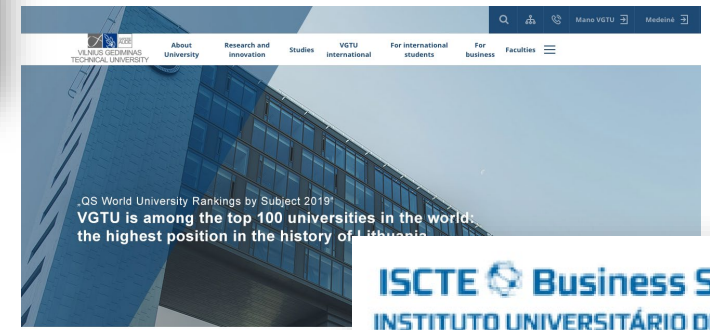 Mano VGTU
Medeinė
VILNIUS GEDIMINAS
TECHNICAL UNIVERSITY
About University
Research and innovation
Studies
VGTU international
For international students
For business
Faculties
„QS World University Rankings by Subject 2019“
VGTU is among the top 100 universities in the world:
the highest position in the history of Lithuania
ISCTE Business S
INSTITUTO UNIVERSITÁRIO D